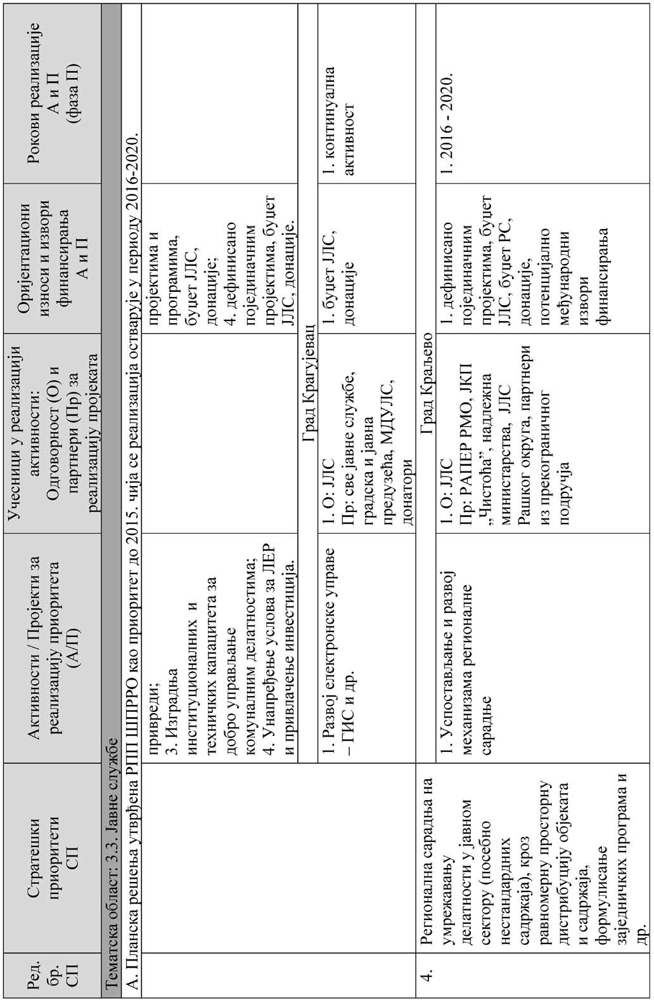 Ред.
бр.
СП
Стратешки
приоритети
СП
Активности / Пројекти за
реализацију приоритета
(А/П)
Учесници у реализацији
активности:
Одговорност (О) и
партнери (Пр) за
реализацију пројеката
Оријентациони
износи и извори
финансирања
А и П
Рокови реализације
А и П
(фаза П)
Тематска област: 3.3. Јавне службе
А. Планска решења утврђена РПП ШПРРО као приоритет до 2015. чија се реализација остварује у периоду 2016-2020.
привреди;
3. Изградња
институционалних и
техничких капацитета за
добро управљање
комуналним делатностима;
4. Унапређење услова за ЛЕР
и привлачење инвестиција.
пројектима и
програмима,
буџет ЈЛС,
донације;
4. дефинисано
појединачним
пројектима, буџет
ЈЛС, донације.
Град Крагујевац
1. Развој електронске управе
– ГИС и др.
1. О: ЈЛС
Пр: све јавне службе,
градска и јавна
предузећа, МДУЛС,
донатори
1. буџет ЈЛС,
донације
1. континуална
активност
4.
Регионална сарадња на
умрежавању
делатности у јавном
сектору (посебно
нестандардних
садржаја), кроз
равномерну просторну
дистрибуцију објеката
и садржаја,
формулисање
заједничких програма и
др.
Град Краљево
1. Успостављање и развој
механизама регионалне
сарадње
1. О: ЈЛС
Пр: РАПЕР РМО, ЈКП
„Чистоћа”, надлежна
министарства, ЈЛС
Рашког округа, партнери
из прекограничног
подручја
1. дефинисано
појединачним
пројектима, буџет
ЈЛС, буџет РС,
донације,
потенцијално
међународни
извори
финансирања
1. 2016 - 2020.